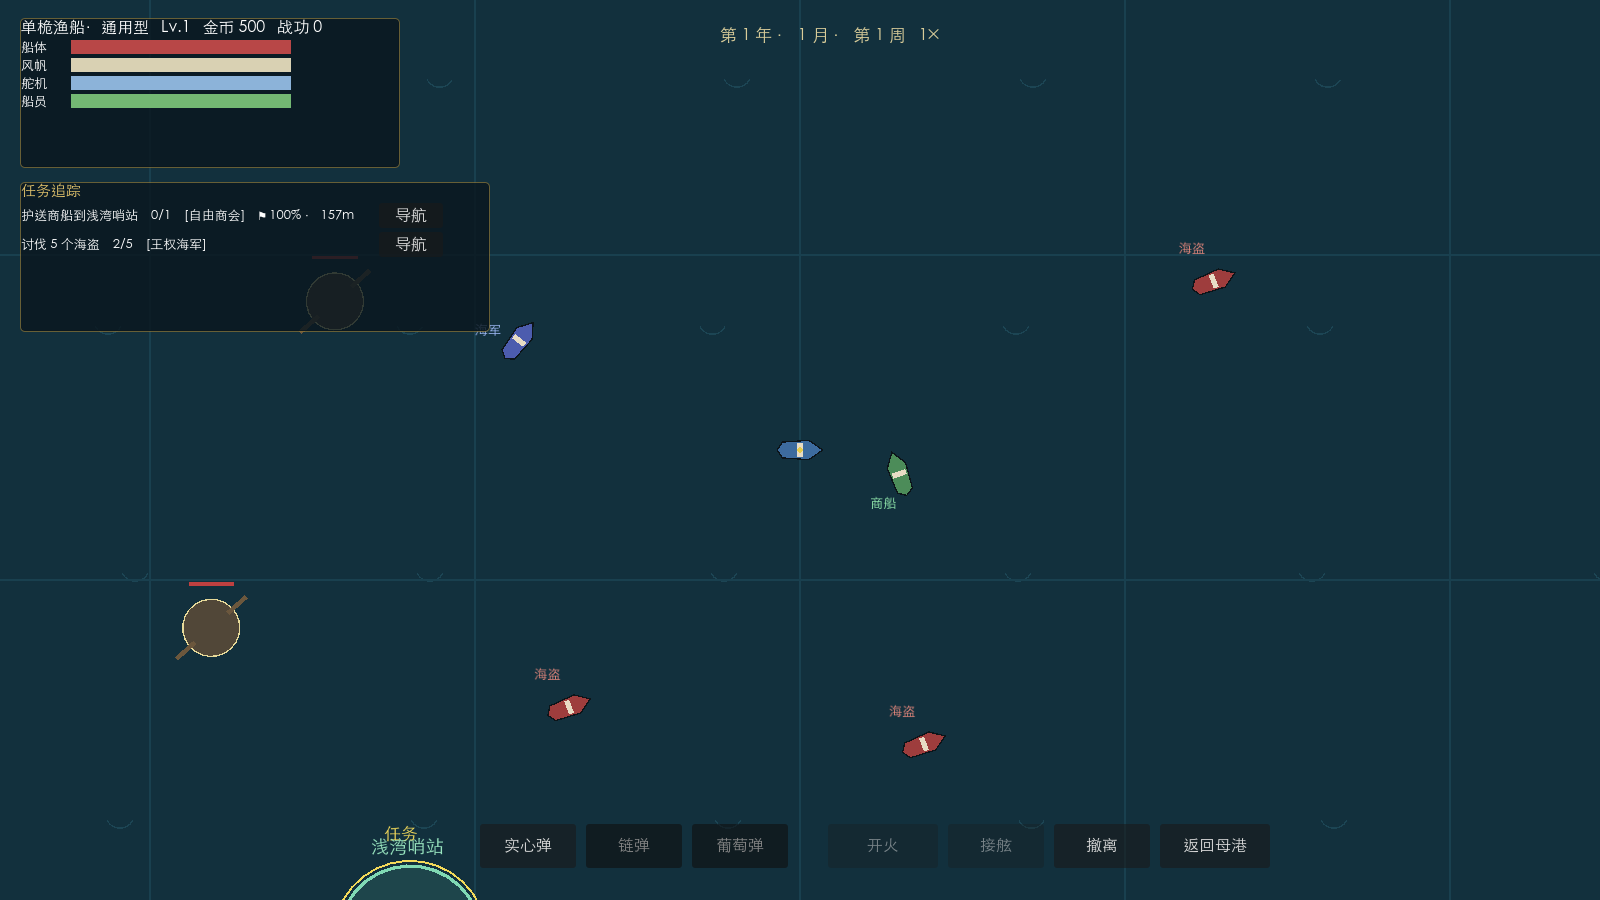 单桅渔船· 通用型 Lv.1 金币 500 战功 0
船体
风帆
舵机
船员
第 1 年 · 1 月 · 第 1 周 1×
任务追踪
护送商船到浅湾哨站 0/1 [自由商会] ⚑100% · 157m 导航
讨伐 5 个海盗 2/5 [王权海军] 导航
海盗
海军
商船
海盗
海盗
任务
浅湾哨站
实心弹 链弹 葡萄弹 开火 接舷 撤离 返回母港